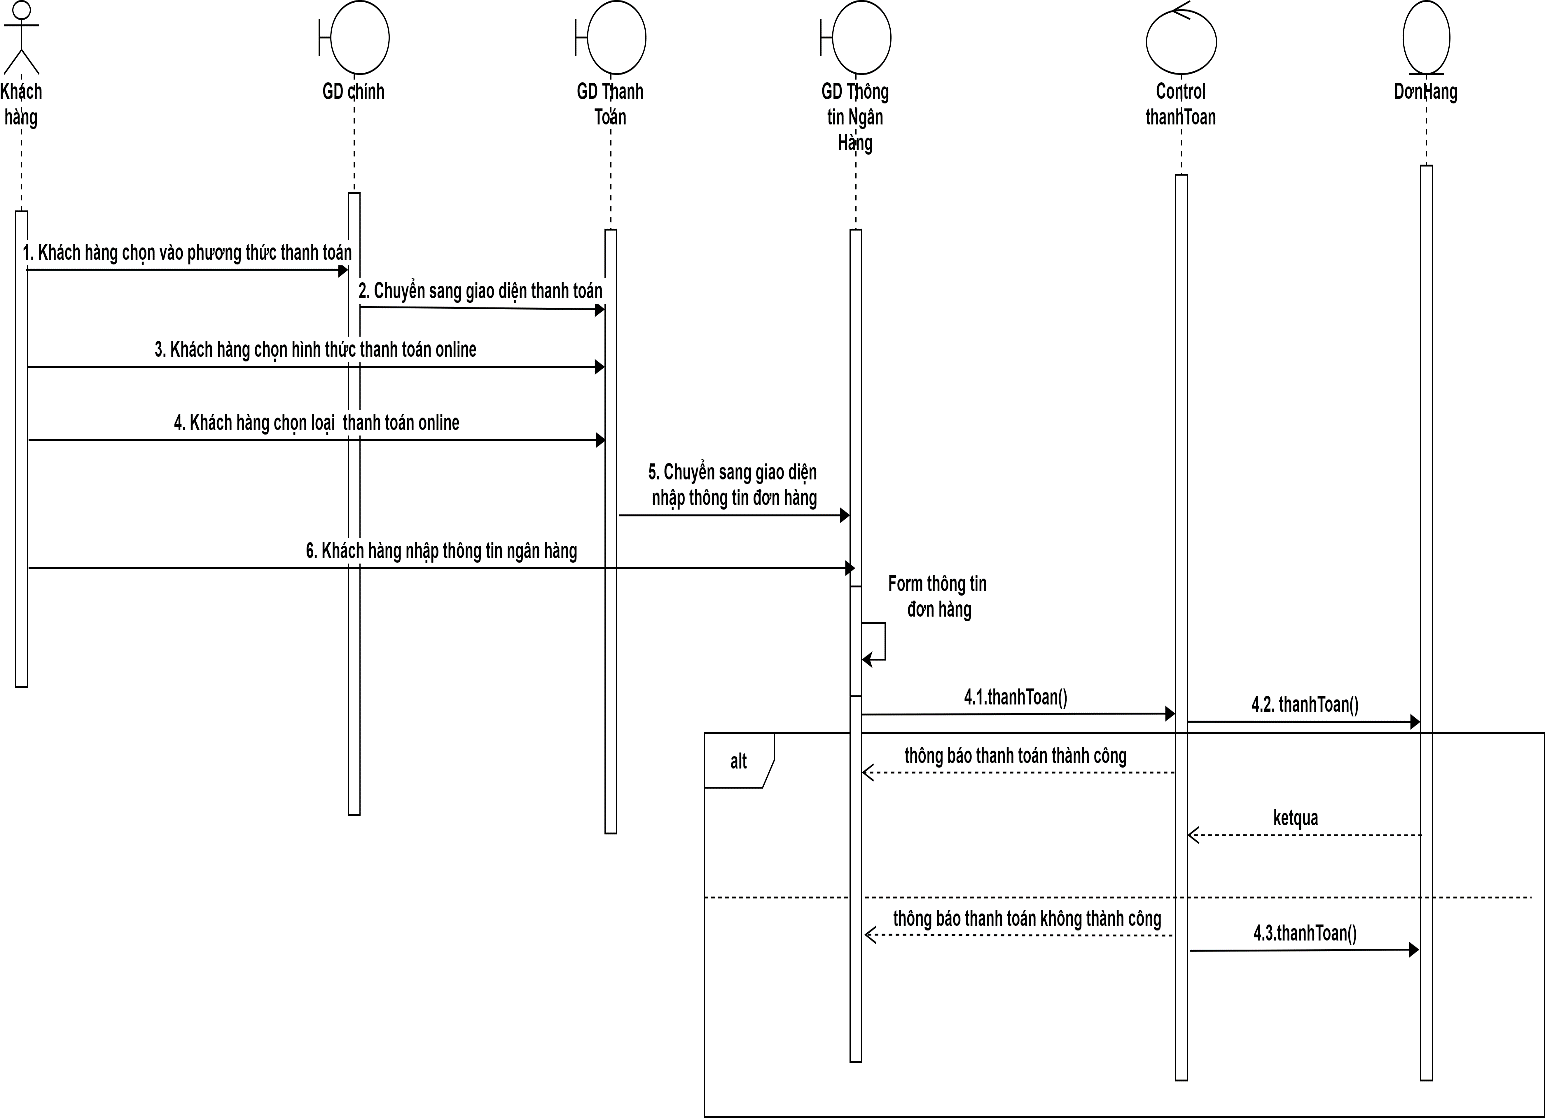 Khách
hàng
GD chính
GD Thanh
Toán
GD Thông
tin Ngân
Hàng
Control
thanhToan
DơnHang
1. Khách hàng chọn vào phương thức thanh toán
2. Chuyển sang giao diện thanh toán
3. Khách hàng chọn hình thức thanh toán online
4. Khách hàng chọn loại thanh toán online
5. Chuyển sang giao diện
nhập thông tin đơn hàng
6. Khách hàng nhập thông tin ngân hàng
Form thông tin
đơn hàng
4.1.thanhToan()
4.2. thanhToan()
alt
thông báo thanh toán thành công
ketqua
thông báo thanh toán không thành công
4.3.thanhToan()